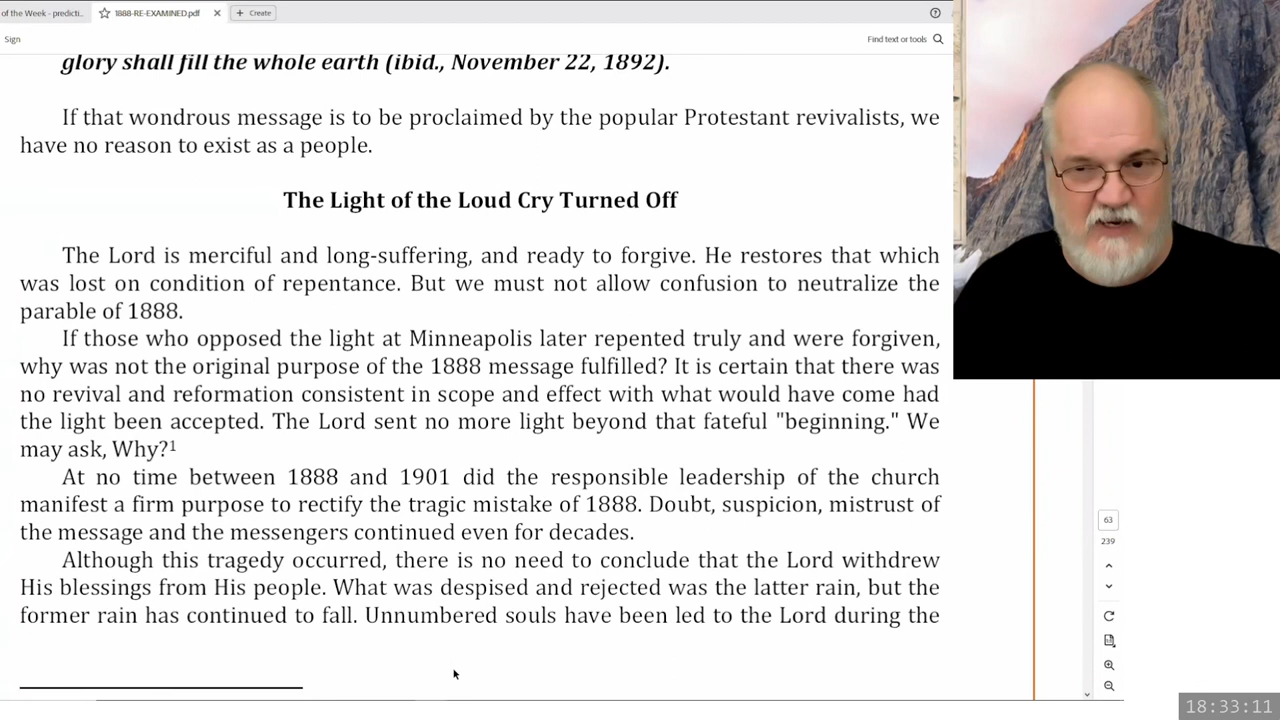 of the Week - predicti...
1888-RE-EXAMINED.pdf
Create
Sign
Find text or tools
glory shall fill the whole earth (ibid., November 22, 1892).
If that wondrous message is to be proclaimed by the popular Protestant revivalists, we
have no reason to exist as a people.
The Light of the Loud Cry Turned Off
The Lord is merciful and long-suffering, and ready to forgive. He restores that which
was lost on condition of repentance. But we must not allow confusion to neutralize the
parable of 1888.
If those who opposed the light at Minneapolis later repented truly and were forgiven,
why was not the original purpose of the 1888 message fulfilled? It is certain that there was
no revival and reformation consistent in scope and effect with what would have come had
the light been accepted. The Lord sent no more light beyond that fateful "beginning." We
may ask, Why?¹
At no time between 1888 and 1901 did the responsible leadership of the church
manifest a firm purpose to rectify the tragic mistake of 1888. Doubt, suspicion, mistrust of
the message and the messengers continued even for decades.
Although this tragedy occurred, there is no need to conclude that the Lord withdrew
His blessings from His people. What was despised and rejected was the latter rain, but the
former rain has continued to fall. Unnumbered souls have been led to the Lord during the
63
239
18:33:11